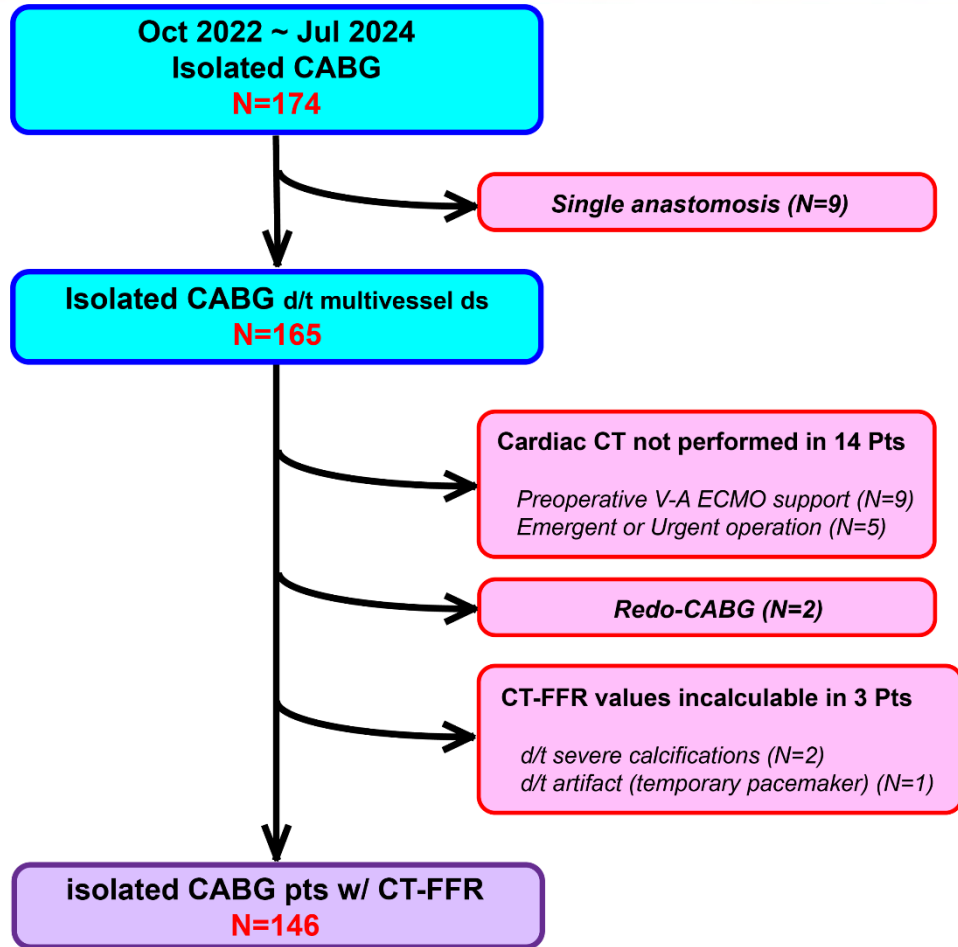 Oct 2022 ~ Jul 2024
Isolated CABG
N=174
Single anastomosis (N=9)
Isolated CABG d/t multivessel ds
N=165
Cardiac CT not performed in 14 Pts
Preoperative V-A ECMO support (N=9)
Emergent or Urgent operation (N=5)
Redo-CABG (N=2)
CT-FFR values incalculable in 3 Pts
d/t severe calcifications (N=2)
d/t artifact (temporary pacemaker) (N=1)
isolated CABG pts w/ CT-FFR
N=146